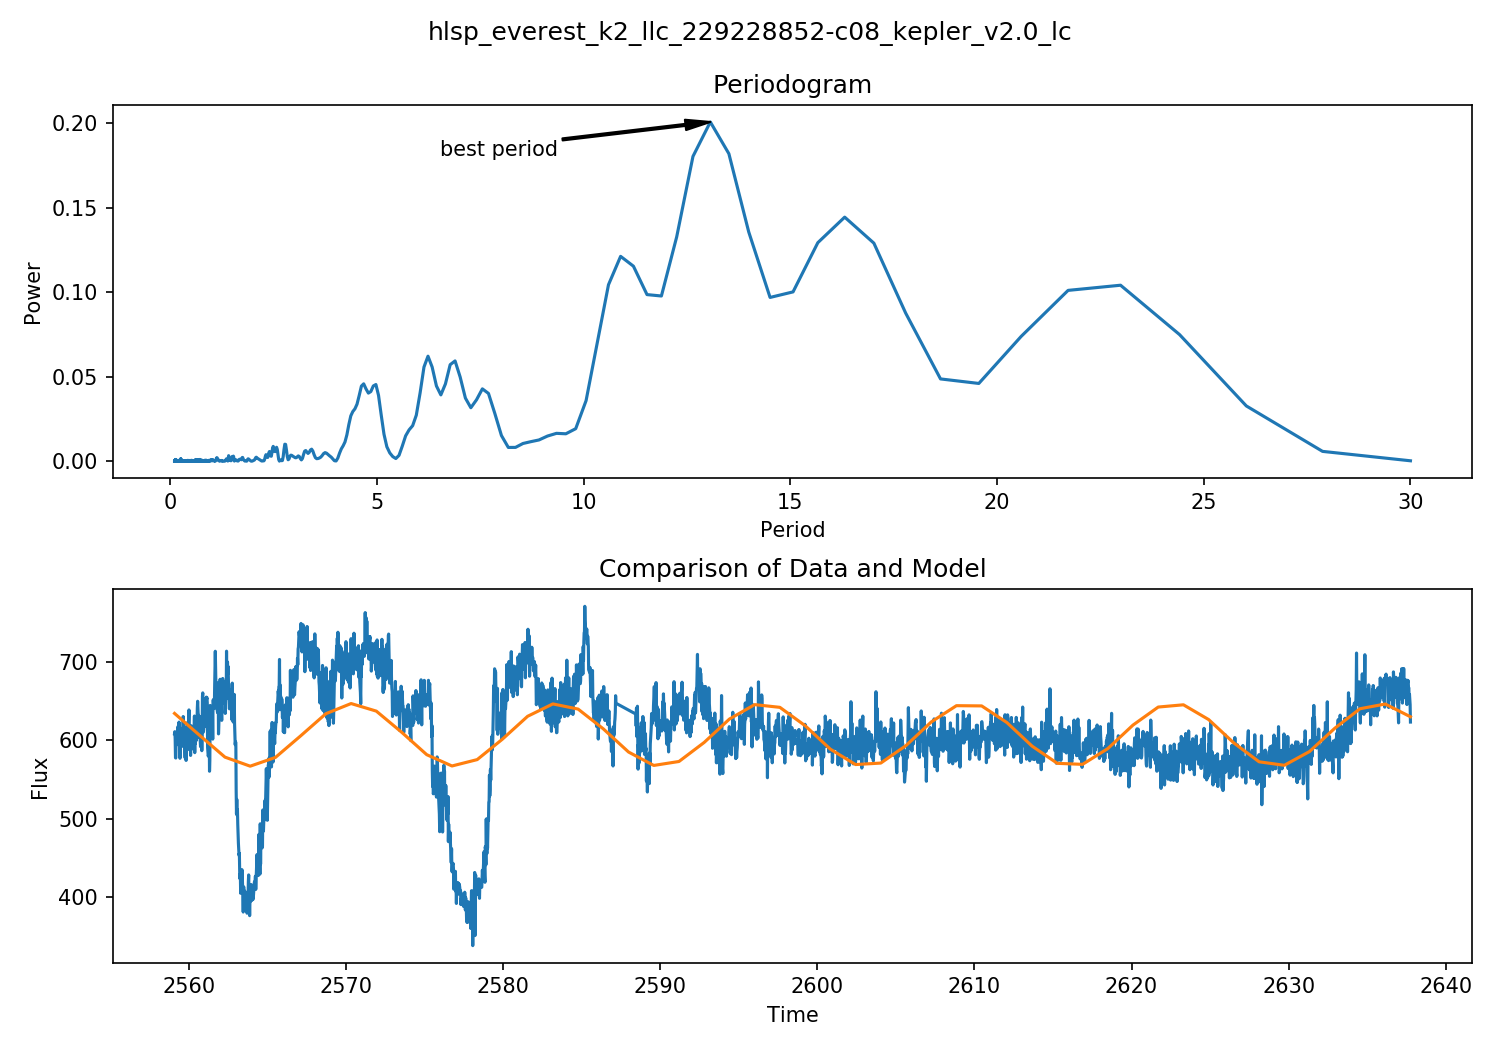 hlsp_everest_k2_llc_229228852-c08_kepler_v2.0_lc
Periodogram
best period
0.20
0.15
0.10
0.05
0.00
Power
0 5 10 15 20 25 30
Period
Comparison of Data and Model
700
600
500
400
Flux
2560 2570 2580 2590 2600 2610 2620 2630 2640
Time